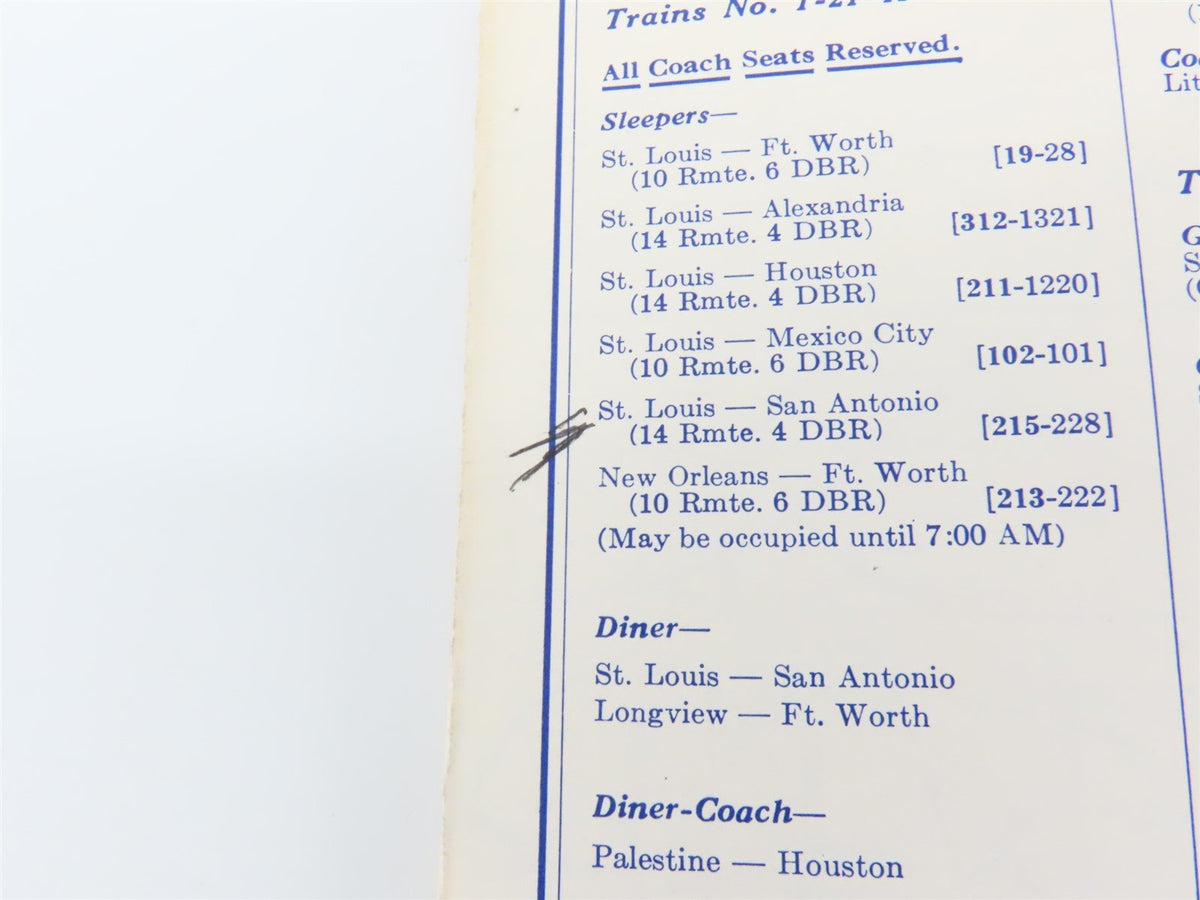 Trains No. 1-21-
All Coach Seats Reserved.
Sleepers—
St. Louis — Ft. Worth [19-28]
(10 Rmte. 6 DBR)
St. Louis — Alexandria [312-1321]
(14 Rmte. 4 DBR)
St. Louis — Houston [211-1220]
(14 Rmte. 4 DBR)
St. Louis — Mexico City [102-101]
(10 Rmte. 6 DBR)
St. Louis — San Antonio [215-228]
(14 Rmte. 4 DBR)
New Orleans — Ft. Worth [213-222]
(10 Rmte. 6 DBR)
(May be occupied until 7:00 AM)
Diner—
St. Louis — San Antonio
Longview — Ft. Worth
Diner-Coach—
Palestine — Houston